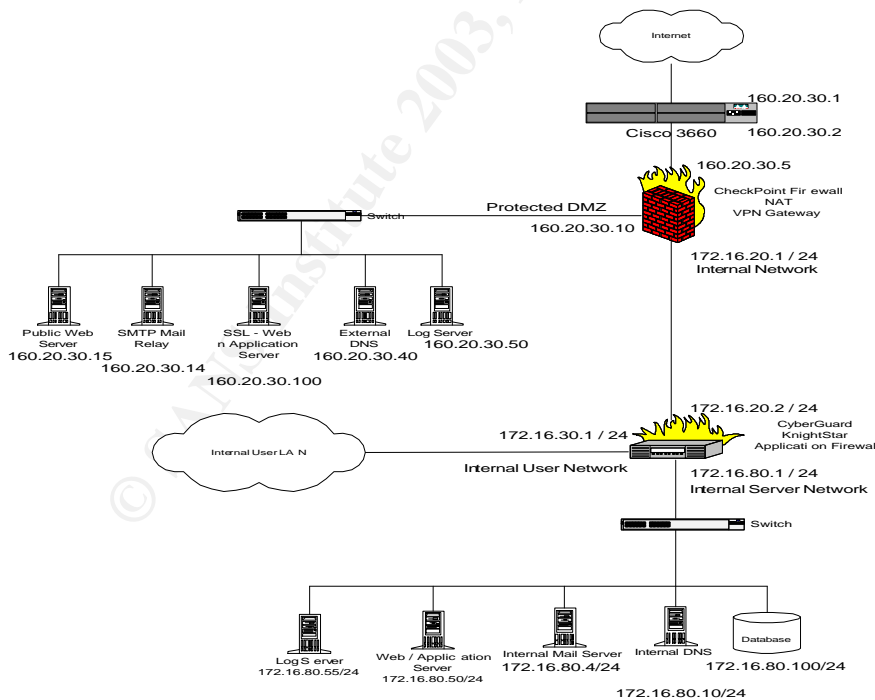 © SANS Institute 2003,
Internet
160.20.30.1
Cisco 3660
160.20.30.2
160.20.30.5
CheckPoint Fir ewall
NAT
VPN Gateway
Switch
Protected DMZ
160.20.30.10
172.16.20.1 / 24
Internal Network
Public Web
Server
160.20.30.15
SMTP Mail
Relay
160.20.30.14
SSL - Web
n Application
Server
160.20.30.100
External
DNS
160.20.30.40
Log Server
160.20.30.50
172.16.20.2 / 24
CyberGuard
KnightStar
Applicati on Firewall
172.16.30.1 / 24
Internal User LA N
Internal User Network
172.16.80.1 / 24
Internal Server Network
Switch
Log S erver
172.16.80.55/24
Web / Applic ation
Server
172.16.80.50/24
Internal Mail Server
172.16.80.4/24
Internal DNS
172.16.80.10/24
Database
172.16.80.100/24